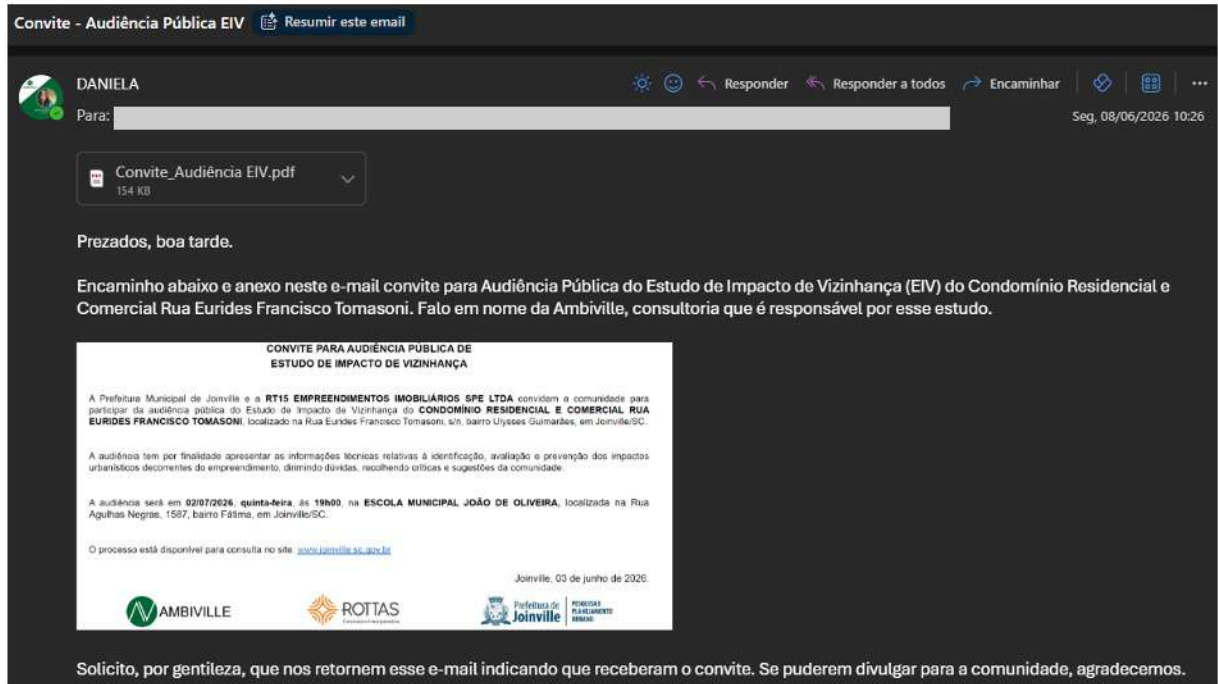 Convite - Audiência Pública EIV Resumir este email
DANIELA
Responder Responder a todos Encaminhar
Para:
Seg, 08/06/2026 10:26
Convite_Audiência EIV.pdf
154 KB
Prezados, boa tarde.
Encaminho abaixo e anexo neste e-mail convite para Audiência Pública do Estudo de Impacto de Vizinhança (EIV) do Condomínio Residencial e
Comercial Rua Eurides Francisco Tomasoni. Falo em nome da Ambiville, consultoria que é responsável por esse estudo.
CONVITE PARA AUDIÊNCIA PÚBLICA DE
ESTUDO DE IMPACTO DE VIZINHANÇA
A Prefeitura Municipal de Joinville e a RT15 EMPREENDIMENTOS IMOBILIÁRIOS SPE LTDA convidam a comunidade para
participar da audiência pública do Estudo de Impacto de Vizinhança do CONDOMÍNIO RESIDENCIAL E COMERCIAL RUA
EURIDES FRANCISCO TOMASONI, localizado na Rua Eurides Francisco Tomasoni, s/n, bairro Ulysses Guimarães, em Joinville/SC.
A audiência tem por finalidade apresentar as informações técnicas relativas à identificação, avaliação e prevenção dos impactos
urbanísticos decorrentes do empreendimento, dirimindo dúvidas, recolhendo críticas e sugestões da comunidade.
A audiência será em 02/07/2026, quinta-feira, às 19h00, na ESCOLA MUNICIPAL JOÃO DE OLIVEIRA, localizada na Rua
Agulhas Negras, 1587, bairro Fátima, em Joinville/SC.
O processo está disponível para consulta no site: www.joinville.sc.gov.br
Joinville, 03 de junho de 2026.
AMBIVILLE
ROTTAS
Prefeitura de
Joinville
PESQUISA E
PLANEJAMENTO
URBANO
Solicito, por gentileza, que nos retornem esse e-mail indicando que receberam o convite. Se puderem divulgar para a comunidade, agradecemos.